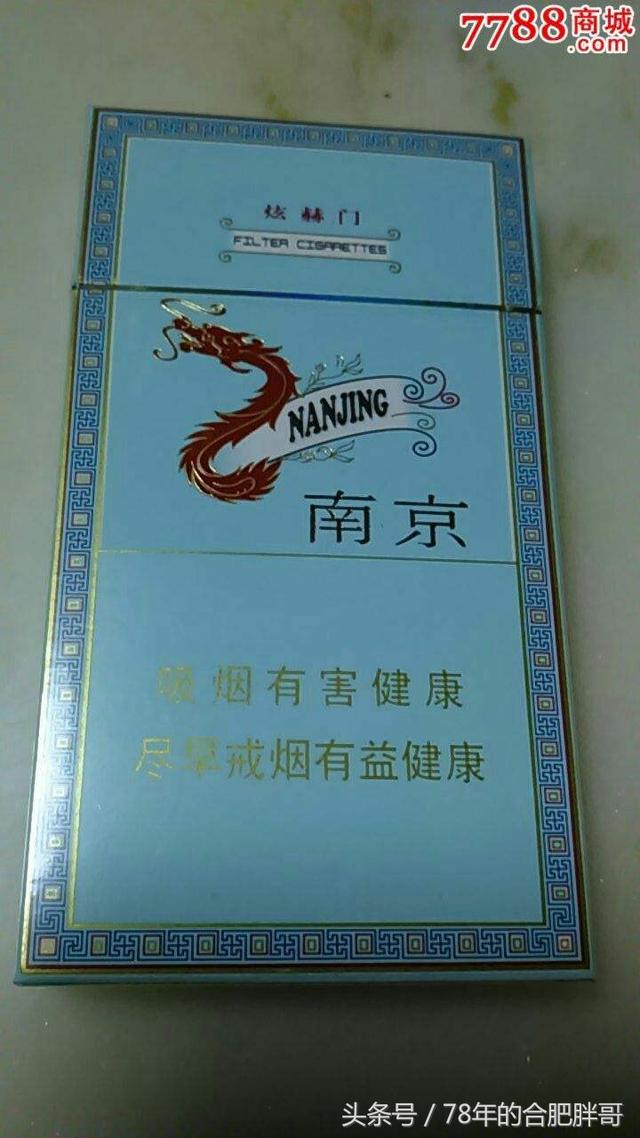 7788商城
.com
炫赫门
FILTER CIGARETTES
NANJING
南京
吸烟有害健康
尽早戒烟有益健康
头条号 / 78年的合肥胖哥